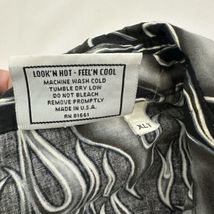 LOOK'N HOT - FEEL'N COOL
MACHINE WASH COLD
TUMBLE DRY LOW
DO NOT BLEACH
REMOVE PROMPTLY
MADE IN U.S.A.
RN 81661
XLT